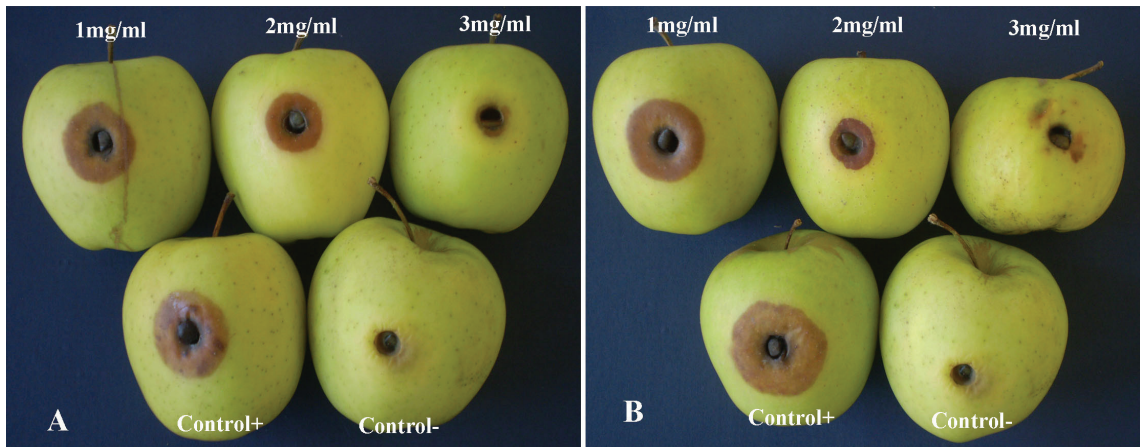 1mg/ml 2mg/ml 3mg/ml
Control+ Control-
A
1mg/ml 2mg/ml 3mg/ml
Control+ Control-
B